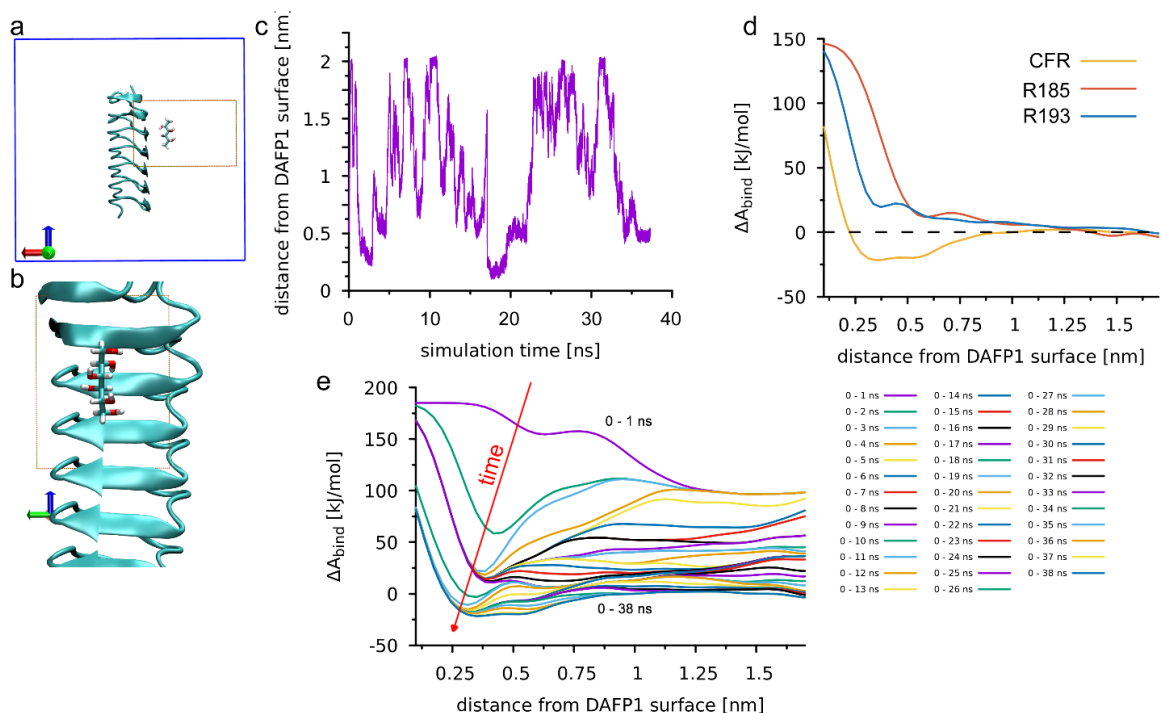 a
c
distance from DAFP1 surface [nm]
2
1.5
1
0.5
0
0
10
20
30
40
simulation time [ns]
d
ΔA_bind [kJ/mol]
150
100
50
0
-50
CFR
R185
R193
0.25
0.5
0.75
1
1.25
1.5
distance from DAFP1 surface [nm]
b
e
ΔA_bind [kJ/mol]
200
150
100
50
0
-50
time
0 - 1 ns
0 - 38 ns
0.25
0.5
0.75
1
1.25
1.5
distance from DAFP1 surface [nm]
0 - 1 ns
0 - 2 ns
0 - 3 ns
0 - 4 ns
0 - 5 ns
0 - 6 ns
0 - 7 ns
0 - 8 ns
0 - 9 ns
0 - 10 ns
0 - 11 ns
0 - 12 ns
0 - 13 ns
0 - 14 ns
0 - 15 ns
0 - 16 ns
0 - 17 ns
0 - 18 ns
0 - 19 ns
0 - 20 ns
0 - 21 ns
0 - 22 ns
0 - 23 ns
0 - 24 ns
0 - 25 ns
0 - 26 ns
0 - 27 ns
0 - 28 ns
0 - 29 ns
0 - 30 ns
0 - 31 ns
0 - 32 ns
0 - 33 ns
0 - 34 ns
0 - 35 ns
0 - 36 ns
0 - 37 ns
0 - 38 ns